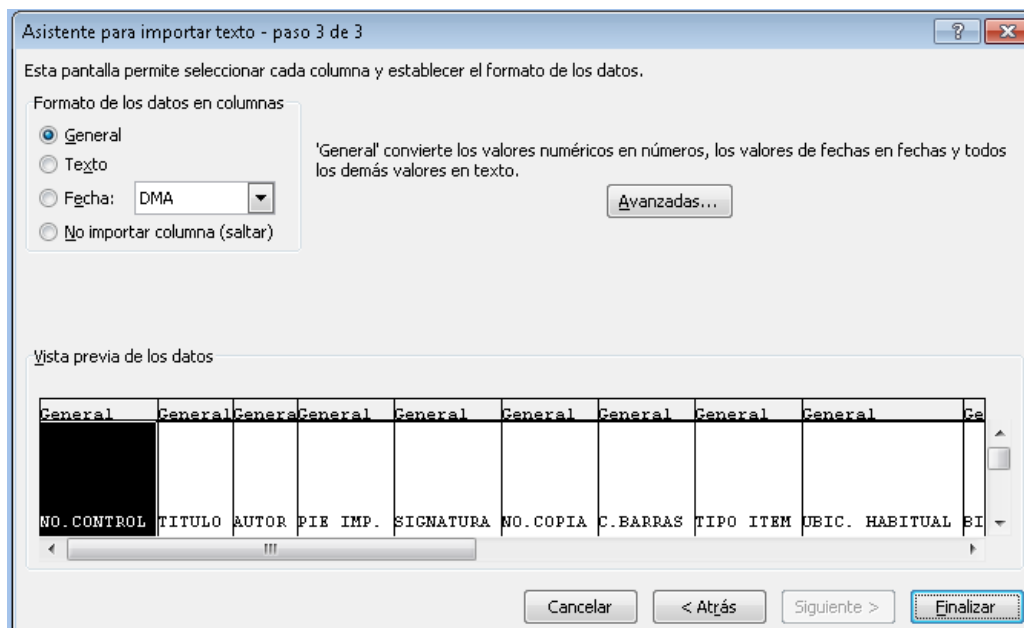 Asistente para importar texto - paso 3 de 3
Esta pantalla permite seleccionar cada columna y establecer el formato de los datos.
Formato de los datos en columnas
General
Texto
Fecha: DMA
No importar columna (saltar)
'General' convierte los valores numéricos en números, los valores de fechas en fechas y todos
los demás valores en texto.
Avanzadas...
Vista previa de los datos
General General Genera General General General General General General Ge
NO.CONTROL TITULO AUTOR PIE IMP. SIGNATURA NO.COPIA C.BARRAS TIPO ITEM UBIC. HABITUAL BI
Cancelar < Atrás Siguiente > Finalizar